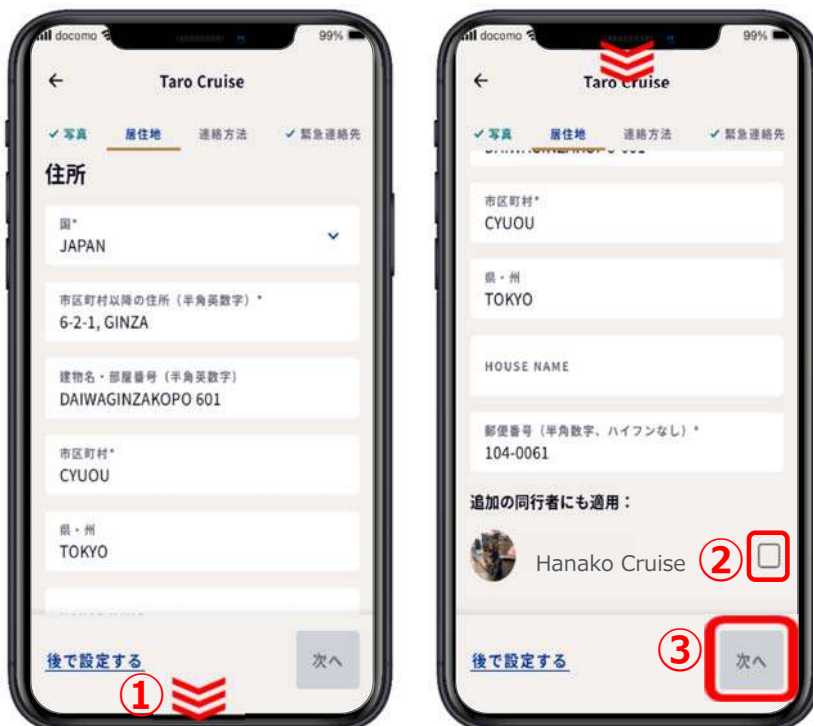 docomo 99%
← Taro Cruise
✓ 写真 居住地 連絡方法 ✓ 緊急連絡先
住所
国*
JAPAN
市区町村以降の住所（半角英数字）*
6-2-1, GINZA
建物名・部屋番号（半角英数字）
DAIWAGINZAKOPO 601
市区町村*
CYUOU
県・州
TOKYO
後で設定する
次へ
①
docomo 99%
← Taro Cruise
✓ 写真 居住地 連絡方法 ✓ 緊急連絡先
市区町村*
CYUOU
県・州
TOKYO
HOUSE NAME
郵便番号（半角数字、ハイフンなし）*
104-0061
追加の同行者にも適用：
Hanako Cruise ②
後で設定する ③ 次へ